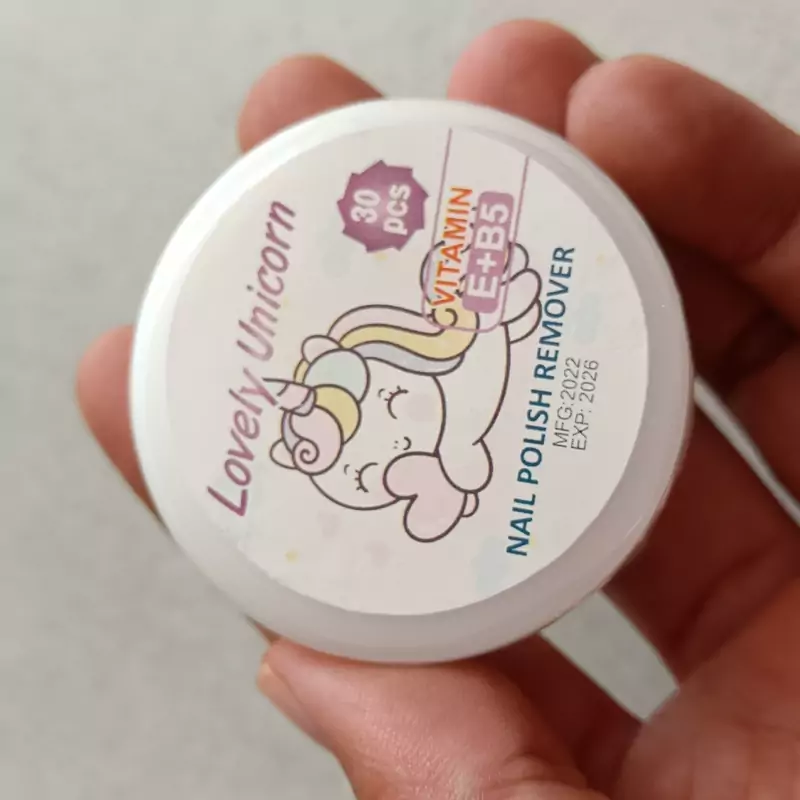 Lovely Unicorn
30
pcs
VITAMIN
E+B5
NAIL POLISH REMOVER
MFG:2022
EXP: 2026